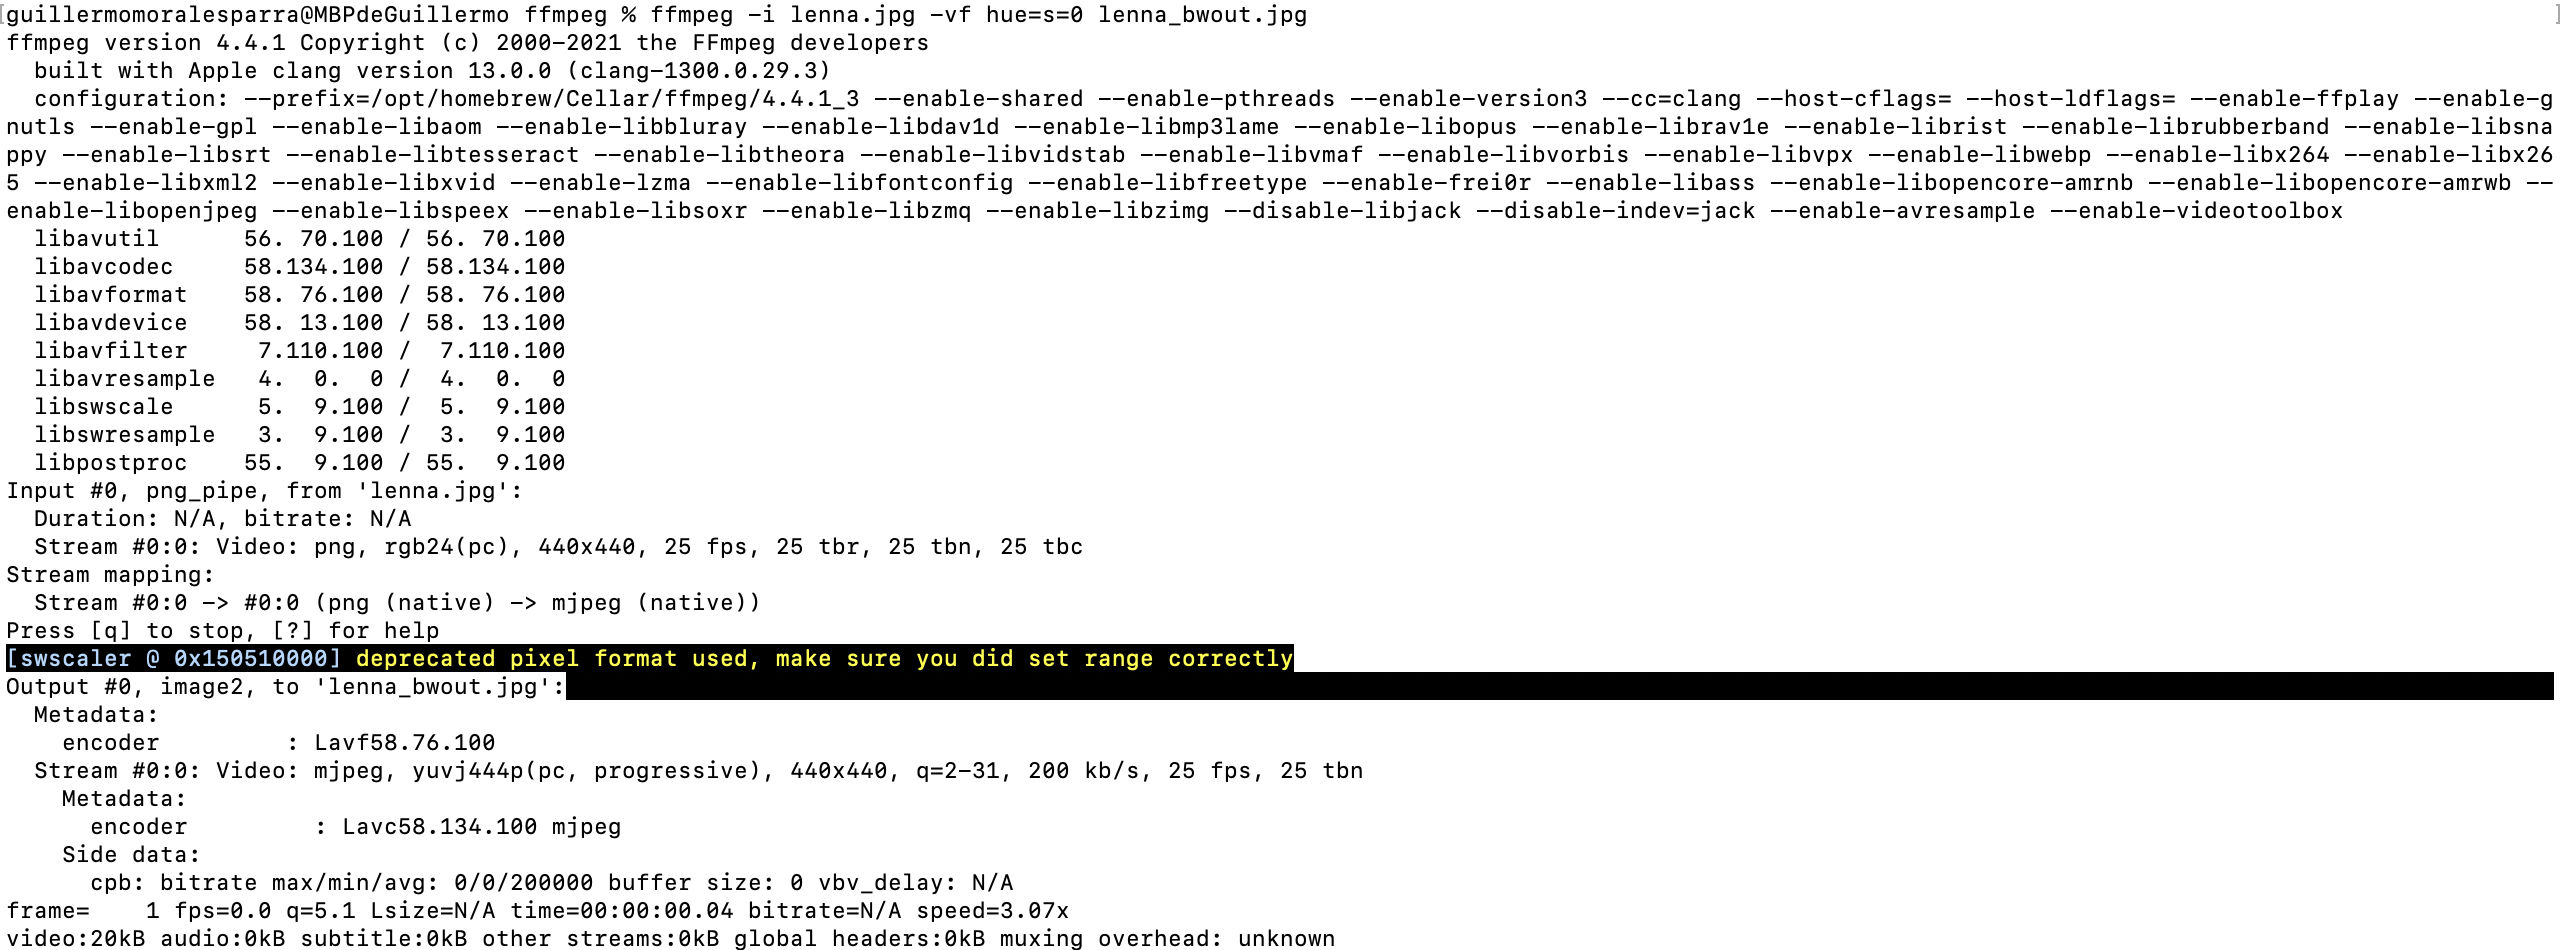 [guillermomoralesparra@MBPdeGuillermo ffmpeg % ffmpeg -i lenna.jpg -vf hue=s=0 lenna_bwout.jpg ]
ffmpeg version 4.4.1 Copyright (c) 2000-2021 the FFmpeg developers
  built with Apple clang version 13.0.0 (clang-1300.0.29.3)
  configuration: --prefix=/opt/homebrew/Cellar/ffmpeg/4.4.1_3 --enable-shared --enable-pthreads --enable-version3 --cc=clang --host-cflags= --host-ldflags= --enable-ffplay --enable-g
nutls --enable-gpl --enable-libaom --enable-libbluray --enable-libdav1d --enable-libmp3lame --enable-libopus --enable-librav1e --enable-librist --enable-librubberband --enable-libsna
ppy --enable-libsrt --enable-libtesseract --enable-libtheora --enable-libvidstab --enable-libvmaf --enable-libvorbis --enable-libvpx --enable-libwebp --enable-libx264 --enable-libx26
5 --enable-libxml2 --enable-libxvid --enable-lzma --enable-libfontconfig --enable-libfreetype --enable-frei0r --enable-libass --enable-libopencore-amrnb --enable-libopencore-amrwb --
enable-libopenjpeg --enable-libspeex --enable-libsoxr --enable-libzmq --enable-libzimg --disable-libjack --disable-indev=jack --enable-avresample --enable-videotoolbox
  libavutil      56. 70.100 / 56. 70.100
  libavcodec     58.134.100 / 58.134.100
  libavformat    58. 76.100 / 58. 76.100
  libavdevice    58. 13.100 / 58. 13.100
  libavfilter     7.110.100 /  7.110.100
  libavresample   4.  0.  0 /  4.  0.  0
  libswscale      5.  9.100 /  5.  9.100
  libswresample   3.  9.100 /  3.  9.100
  libpostproc    55.  9.100 / 55.  9.100
Input #0, png_pipe, from 'lenna.jpg':
  Duration: N/A, bitrate: N/A
  Stream #0:0: Video: png, rgb24(pc), 440x440, 25 fps, 25 tbr, 25 tbn, 25 tbc
Stream mapping:
  Stream #0:0 -> #0:0 (png (native) -> mjpeg (native))
Press [q] to stop, [?] for help
[swscaler @ 0x150510000] deprecated pixel format used, make sure you did set range correctly
Output #0, image2, to 'lenna_bwout.jpg':
  Metadata:
    encoder         : Lavf58.76.100
  Stream #0:0: Video: mjpeg, yuvj444p(pc, progressive), 440x440, q=2-31, 200 kb/s, 25 fps, 25 tbn
    Metadata:
      encoder         : Lavc58.134.100 mjpeg
    Side data:
      cpb: bitrate max/min/avg: 0/0/200000 buffer size: 0 vbv_delay: N/A
frame=    1 fps=0.0 q=5.1 Lsize=N/A time=00:00:00.04 bitrate=N/A speed=3.07x
video:20kB audio:0kB subtitle:0kB other streams:0kB global headers:0kB muxing overhead: unknown